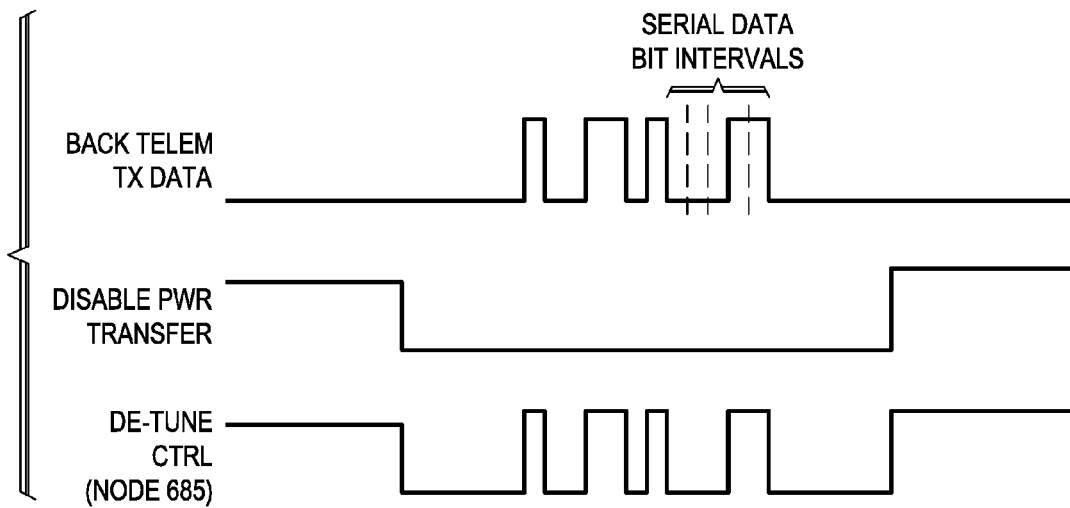 SERIAL DATA
BIT INTERVALS
BACK TELEM
TX DATA
DISABLE PWR
TRANSFER
DE-TUNE
CTRL
(NODE 685)